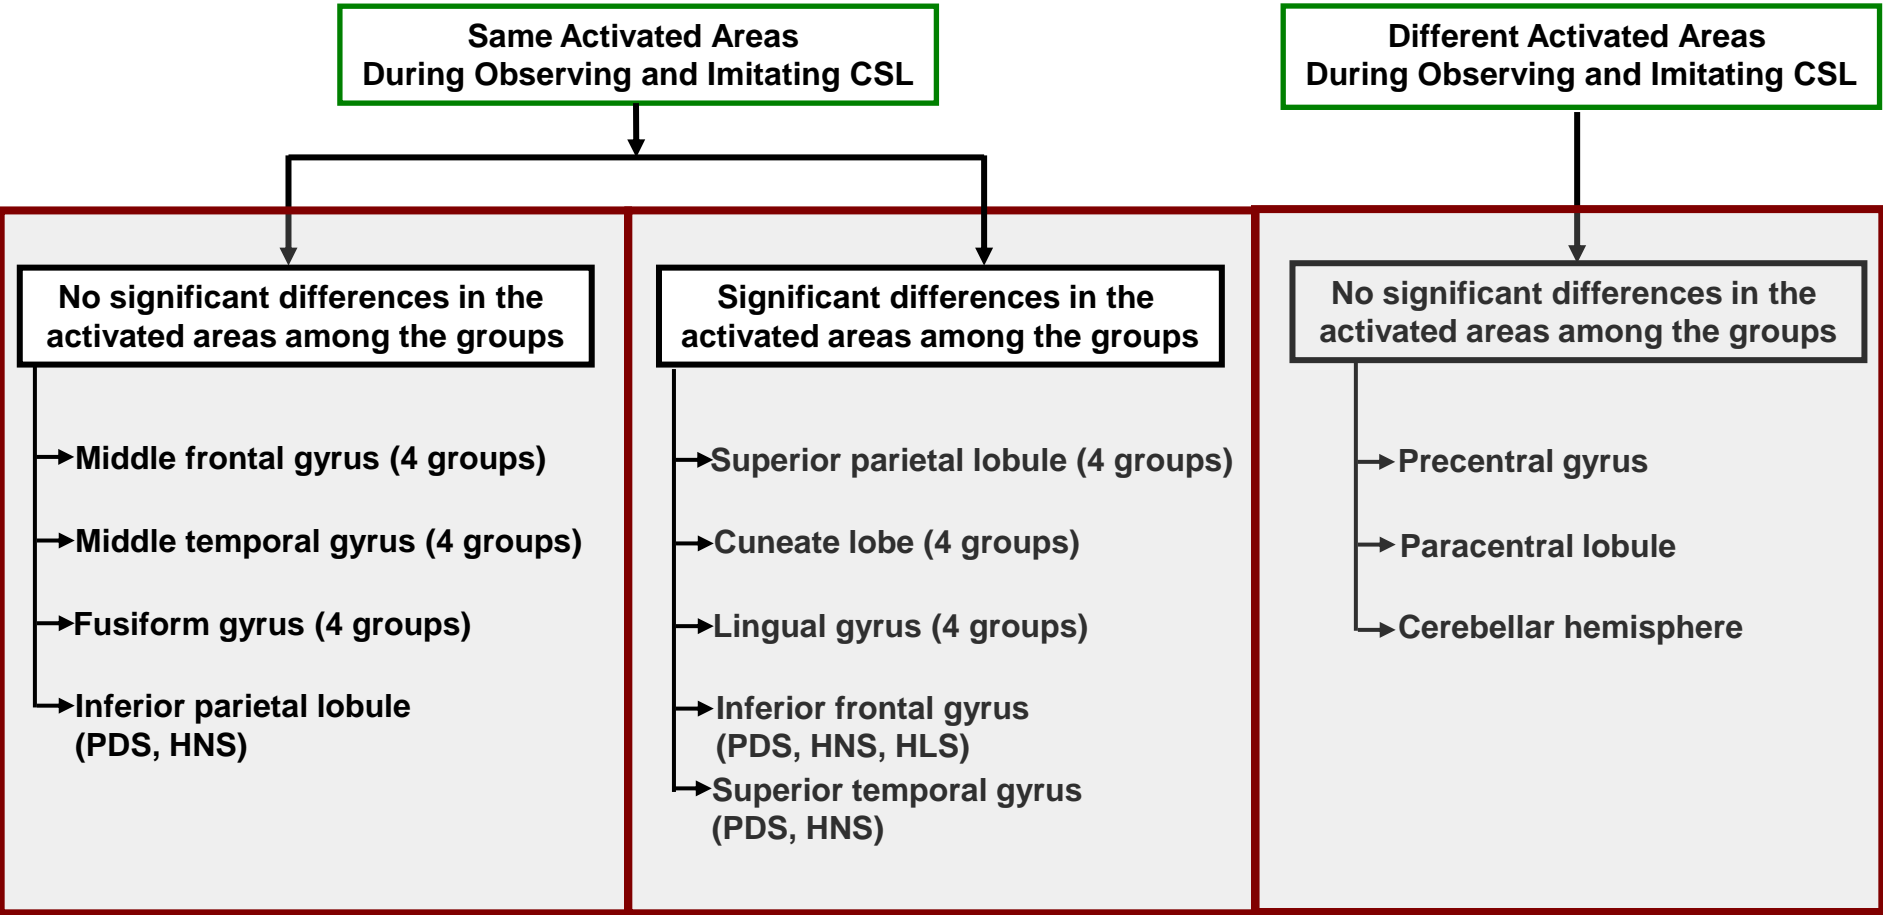 Same Activated Areas
During Observing and Imitating CSL
Different Activated Areas
During Observing and Imitating CSL
No significant differences in the
activated areas among the groups
Middle frontal gyrus (4 groups)
Middle temporal gyrus (4 groups)
Fusiform gyrus (4 groups)
Inferior parietal lobule
(PDS, HNS)
Significant differences in the
activated areas among the groups
Superior parietal lobule (4 groups)
Cuneate lobe (4 groups)
Lingual gyrus (4 groups)
Inferior frontal gyrus
(PDS, HNS, HLS)
Superior temporal gyrus
(PDS, HNS)
No significant differences in the
activated areas among the groups
Precentral gyrus
Paracentral lobule
Cerebellar hemisphere